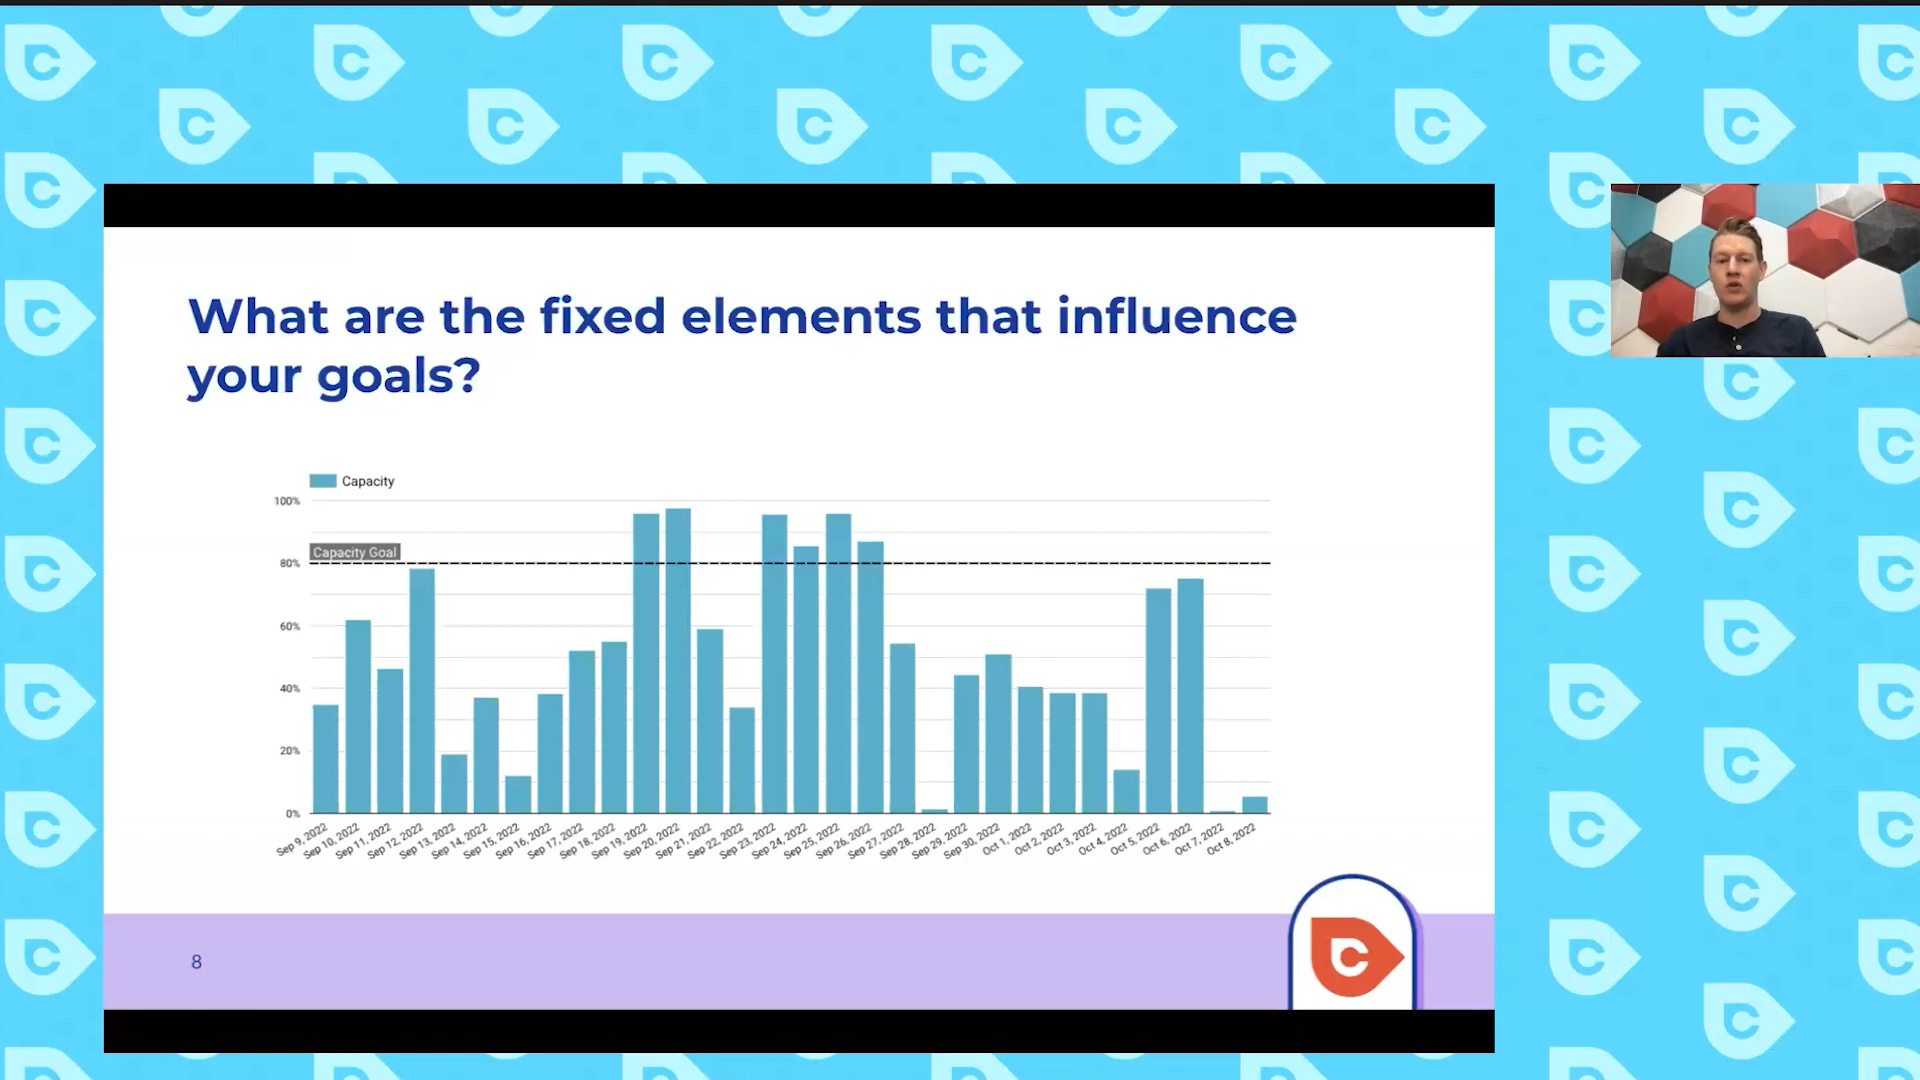 What are the fixed elements that influence
your goals?
Capacity
100%
Capacity Goal
80%
60%
40%
20%
0%
Sep 9, 2022
Sep 10, 2022
Sep 11, 2022
Sep 12, 2022
Sep 13, 2022
Sep 14, 2022
Sep 15, 2022
Sep 16, 2022
Sep 17, 2022
Sep 18, 2022
Sep 19, 2022
Sep 20, 2022
Sep 21, 2022
Sep 22, 2022
Sep 23, 2022
Sep 24, 2022
Sep 25, 2022
Sep 26, 2022
Sep 27, 2022
Sep 28, 2022
Sep 29, 2022
Sep 30, 2022
Oct 1, 2022
Oct 2, 2022
Oct 3, 2022
Oct 4, 2022
Oct 5, 2022
Oct 6, 2022
Oct 7, 2022
Oct 8, 2022
8
C